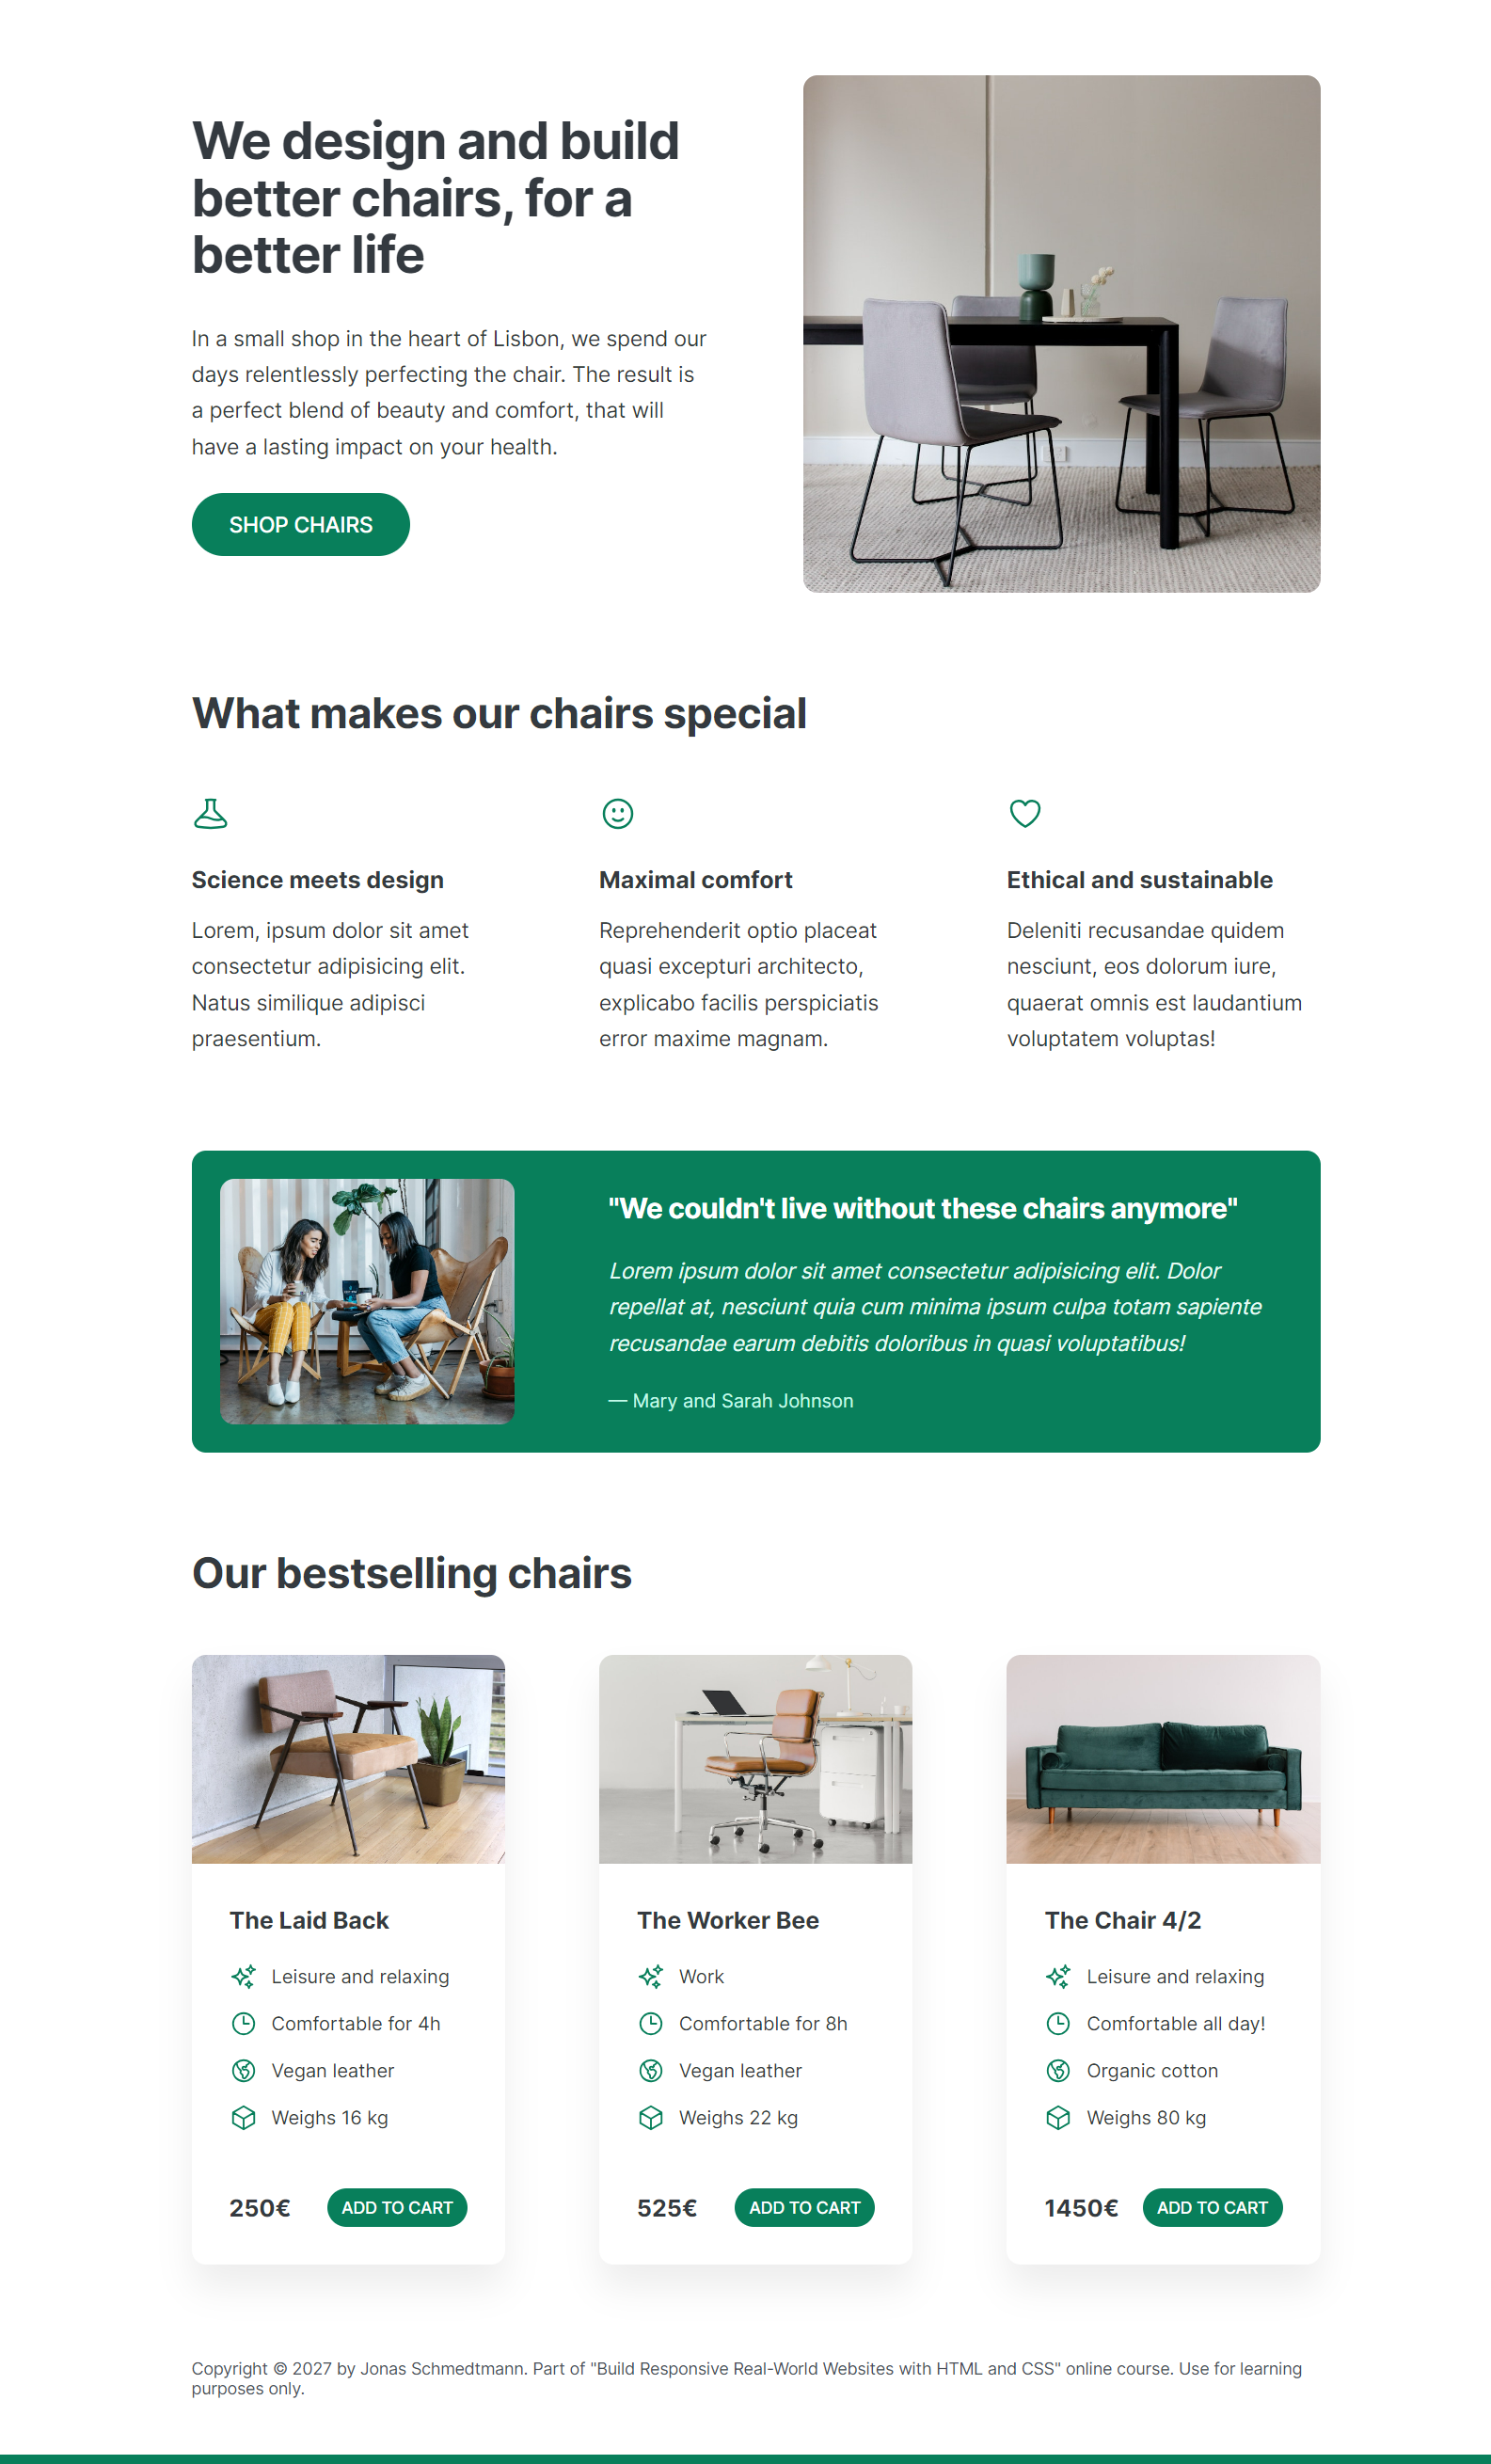 We design and build
better chairs, for a
better life
In a small shop in the heart of Lisbon, we spend our
days relentlessly perfecting the chair. The result is
a perfect blend of beauty and comfort, that will
have a lasting impact on your health.
SHOP CHAIRS
What makes our chairs special
Science meets design
Lorem, ipsum dolor sit amet
consectetur adipisicing elit.
Natus similique adipisci
praesentium.
Maximal comfort
Reprehenderit optio placeat
quasi excepturi architecto,
explicabo facilis perspiciatis
error maxime magnam.
Ethical and sustainable
Deleniti recusandae quidem
nesciunt, eos dolorum iure,
quaerat omnis est laudantium
voluptatem voluptas!
"We couldn't live without these chairs anymore"
Lorem ipsum dolor sit amet consectetur adipisicing elit. Dolor
repellat at, nesciunt quia cum minima ipsum culpa totam sapiente
recusandae earum debitis doloribus in quasi voluptatibus!
— Mary and Sarah Johnson
Our bestselling chairs
The Laid Back
Leisure and relaxing
Comfortable for 4h
Vegan leather
Weighs 16 kg
250€ ADD TO CART
The Worker Bee
Work
Comfortable for 8h
Vegan leather
Weighs 22 kg
525€ ADD TO CART
The Chair 4/2
Leisure and relaxing
Comfortable all day!
Organic cotton
Weighs 80 kg
1450€ ADD TO CART
Copyright © 2027 by Jonas Schmedtmann. Part of "Build Responsive Real-World Websites with HTML and CSS" online course. Use for learning
purposes only.